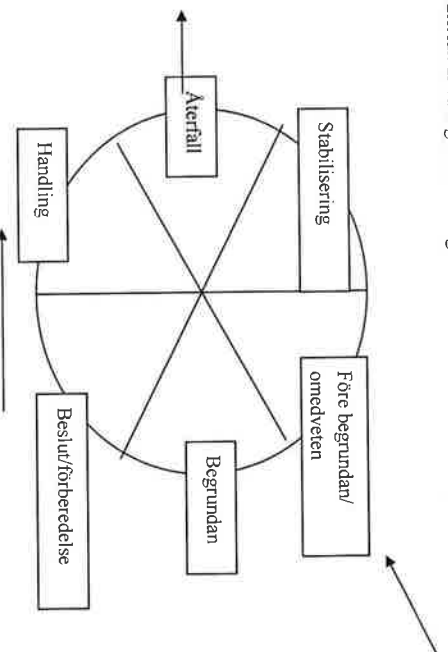 Före begrundan/
omedveten
Begrundan
Beslut/förberedelse
Handling
Återfall
Stabilisering